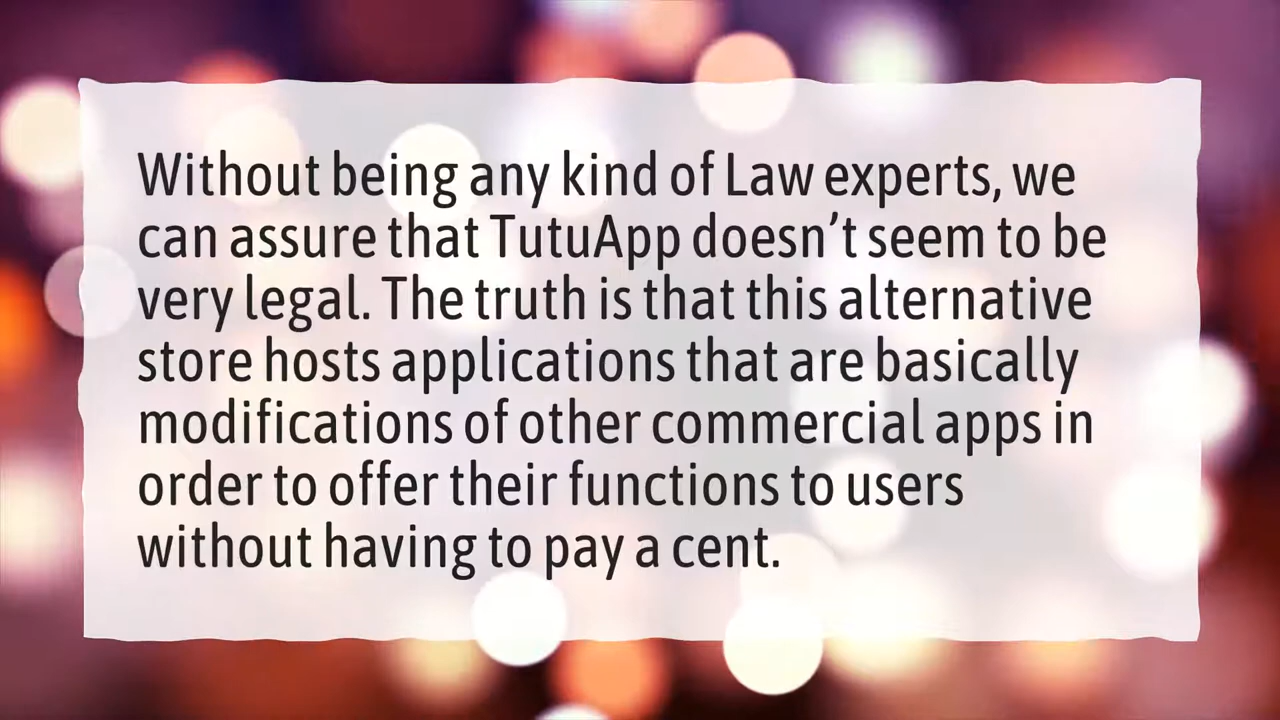 Without being any kind of Law experts, we
can assure that TutuApp doesn’t seem to be
very legal. The truth is that this alternative
store hosts applications that are basically
modifications of other commercial apps in
order to offer their functions to users
without having to pay a cent.